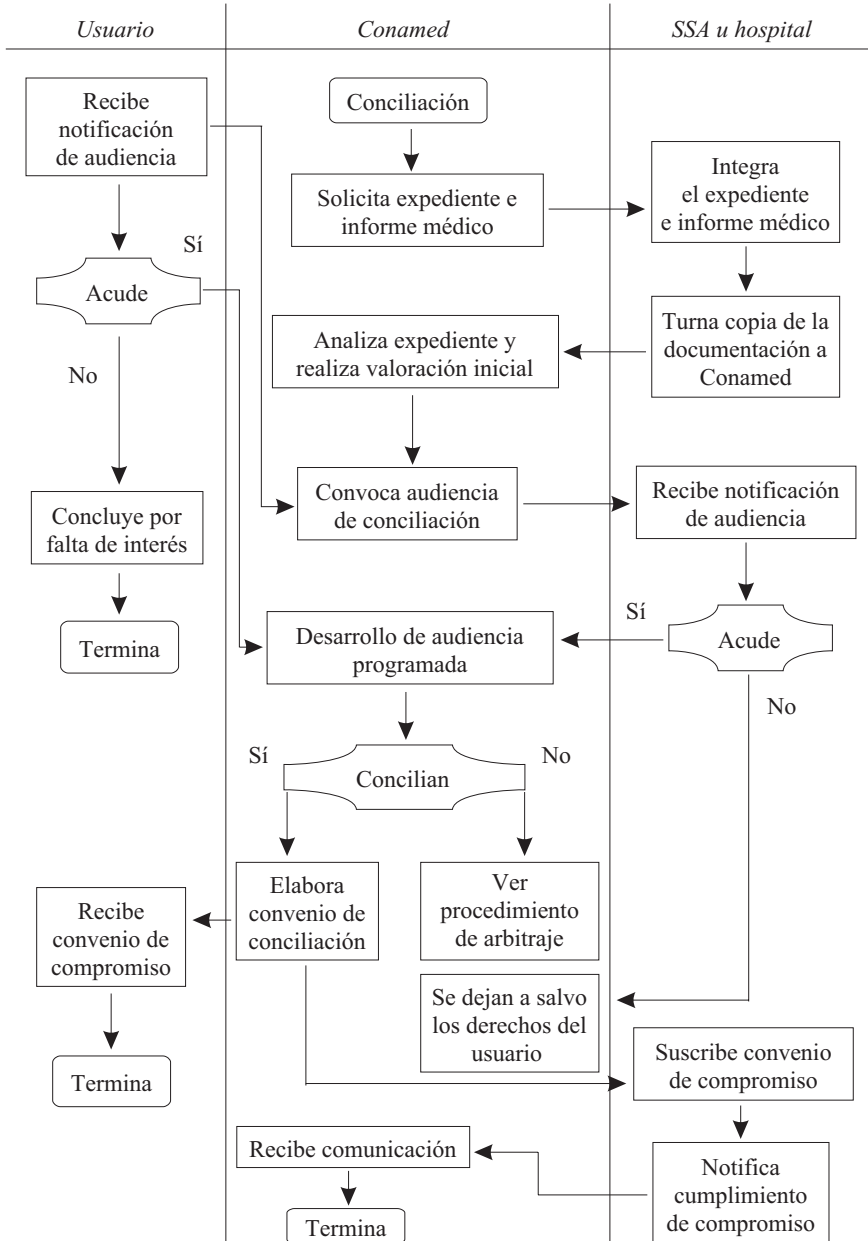 Usuario
Conamed
SSA u hospital
Recibe
notificación
de audiencia
Conciliación
Solicita expediente e
informe médico
Integra
el expediente
e informe médico
Sí
Acude
Turna copia de la
documentación a
Conamed
Analiza expediente y
realiza valoración inicial
No
Convoca audiencia
de conciliación
Recibe notificación
de audiencia
Concluye por
falta de interés
Termina
Desarrollo de audiencia
programada
Sí
Acude
No
Sí
Concilian
No
Elabora
convenio de
conciliación
Ver
procedimiento
de arbitraje
Recibe
convenio de
compromiso
Se dejan a salvo
los derechos del
usuario
Termina
Suscribe convenio
de compromiso
Recibe comunicación
Notifica
cumplimiento
de compromiso
Termina